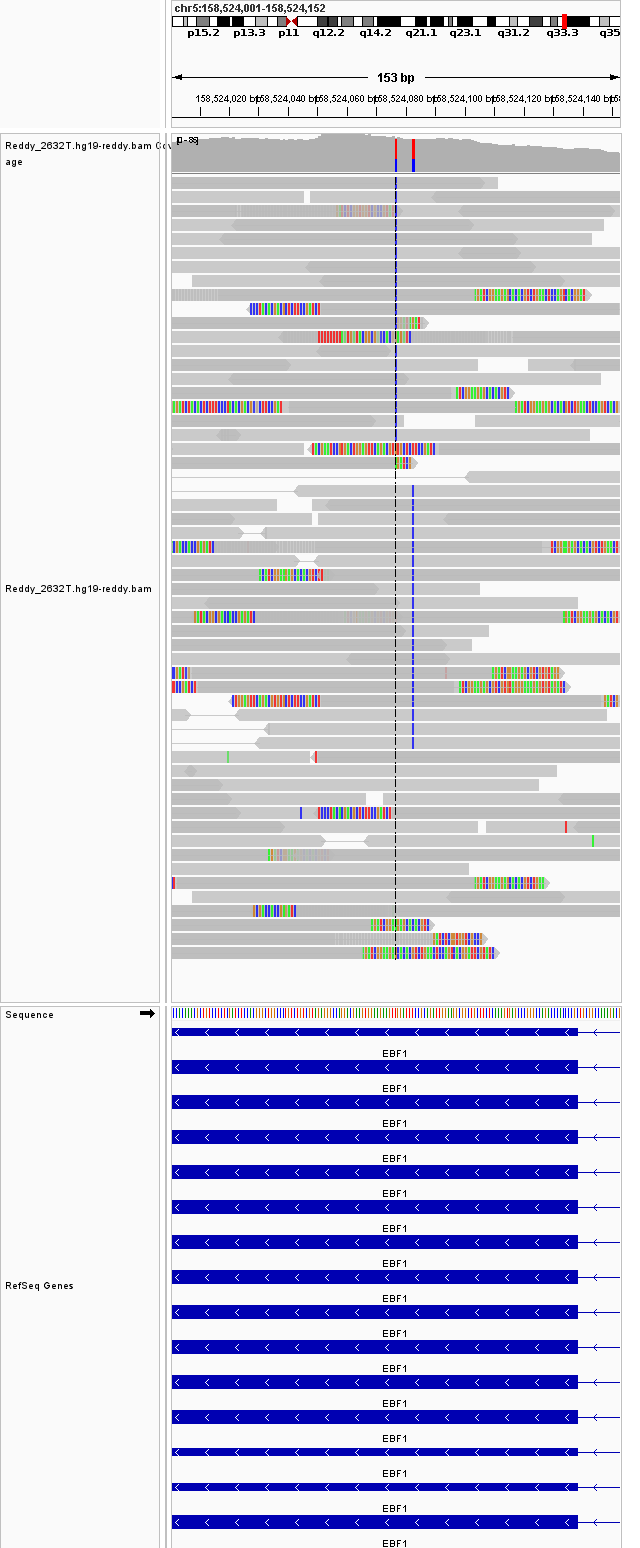 chr5:158,524,001-158,524,152
p15.2 p13.3 p11 q12.2 q14.2 q21.1 q23.1 q31.2 q33.3 q35
153 bp
158,524,020 bp 158,524,040 bp 158,524,060 bp 158,524,080 bp 158,524,100 bp 158,524,120 bp 158,524,140 bp
Reddy_2632T.hg19-reddy.bam Cov
age
Reddy_2632T.hg19-reddy.bam
Sequence
EBF1
EBF1
EBF1
EBF1
EBF1
EBF1
EBF1
RefSeq Genes
EBF1
EBF1
EBF1
EBF1
EBF1
EBF1
EBF1
EBF1